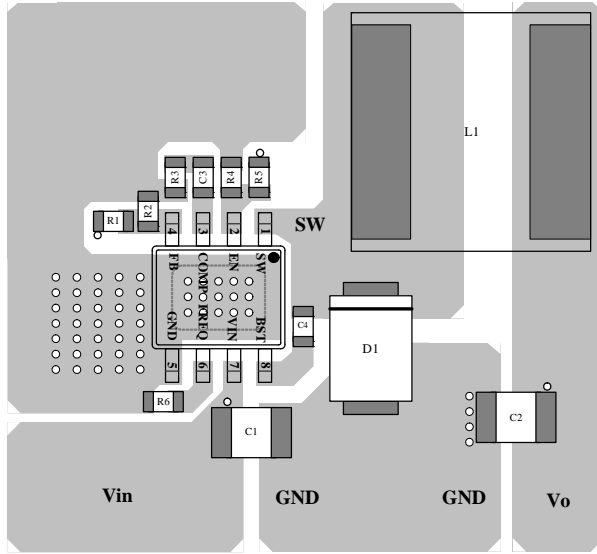 L1
R3
C3
R4
R5
R2
R1
SW
4
3
2
1
FB
COMP
EN
SW
GND
FREQ
VIN
BST
5
6
7
8
C4
D1
R6
C1
C2
Vin
GND
GND
Vo